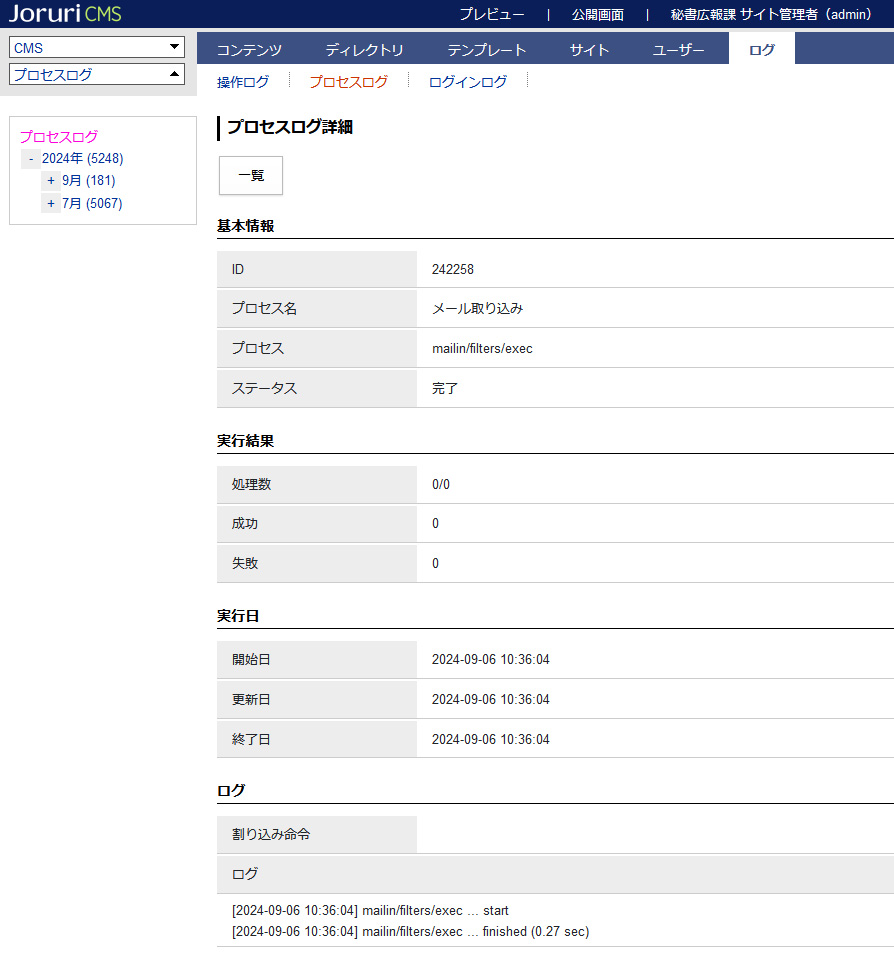 Joruri CMS
プレビュー | 公開画面 | 秘書広報課 サイト管理者（admin）
CMS
プロセスログ
コンテンツ ディレクトリ テンプレート サイト ユーザー ログ
操作ログ プロセスログ ログインログ
プロセスログ
- 2024年 (5248)
+ 9月 (181)
+ 7月 (5067)
プロセスログ詳細
一覧
基本情報
ID 242258
プロセス名 メール取り込み
プロセス mailin/filters/exec
ステータス 完了
実行結果
処理数 0/0
成功 0
失敗 0
実行日
開始日 2024-09-06 10:36:04
更新日 2024-09-06 10:36:04
終了日 2024-09-06 10:36:04
ログ
割り込み命令
ログ
[2024-09-06 10:36:04] mailin/filters/exec ... start
[2024-09-06 10:36:04] mailin/filters/exec ... finished (0.27 sec)